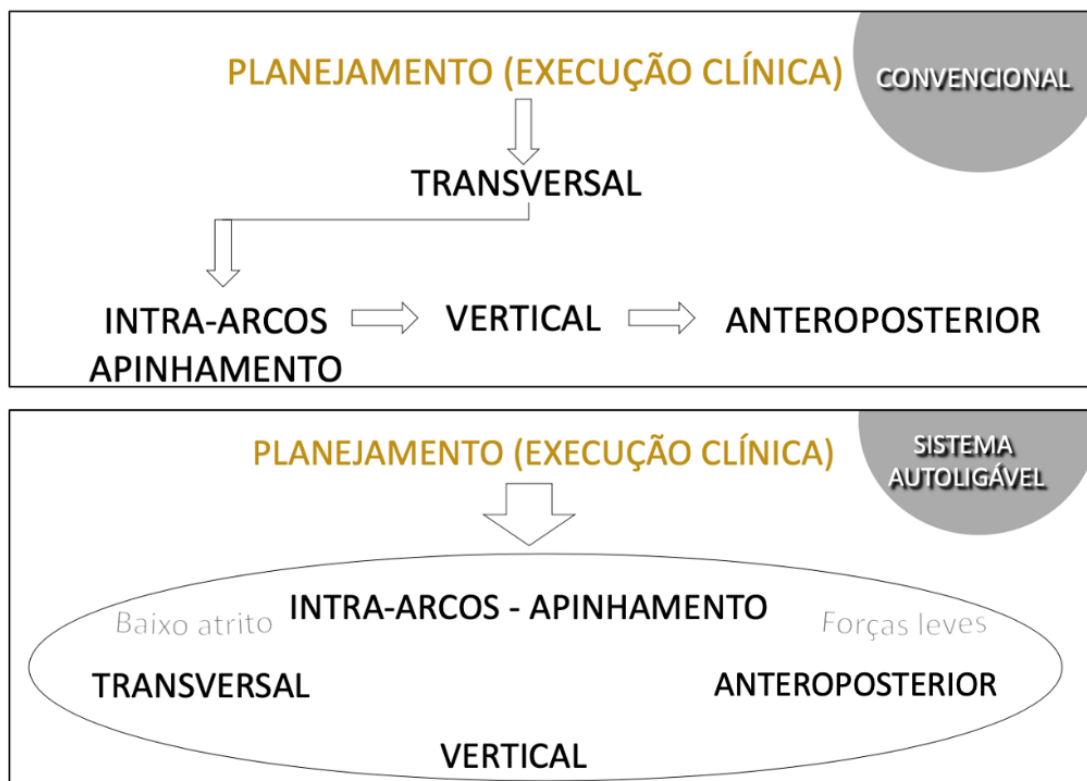 PLANEJAMENTO (EXECUÇÃO CLÍNICA)
CONVENCIONAL
TRANSVERSAL
INTRA-ARCOS
APINHAMENTO
VERTICAL
ANTEROPOSTERIOR
PLANEJAMENTO (EXECUÇÃO CLÍNICA)
SISTEMA
AUTOLIGÁVEL
INTRA-ARCOS - APINHAMENTO
Baixo atrito
Forças leves
TRANSVERSAL
ANTEROPOSTERIOR
VERTICAL